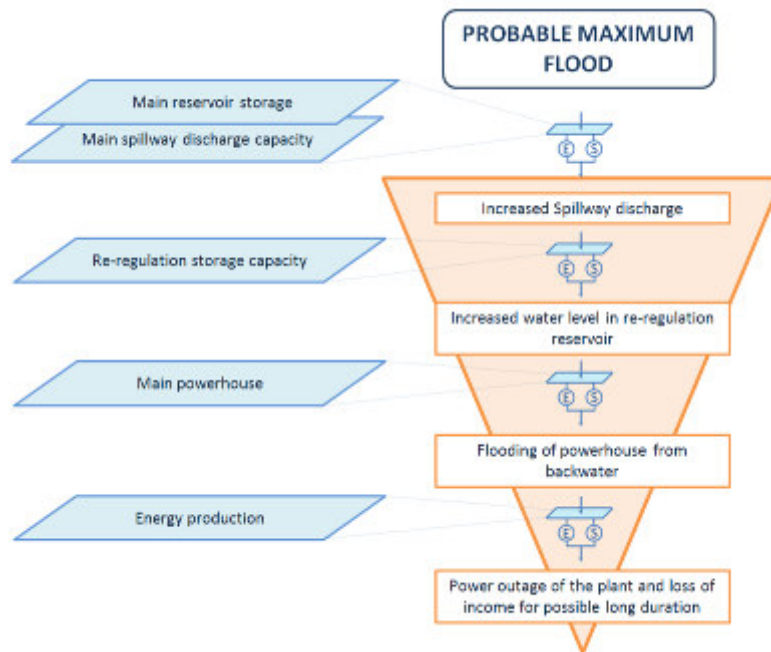 PROBABLE MAXIMUM
FLOOD
Main reservoir storage
Main spillway discharge capacity
E S
Increased Spillway discharge
Re-regulation storage capacity
E S
Increased water level in re-regulation
reservoir
Main powerhouse
E S
Flooding of powerhouse from
backwater
Energy production
E S
Power outage of the plant and loss of
income for possible long duration